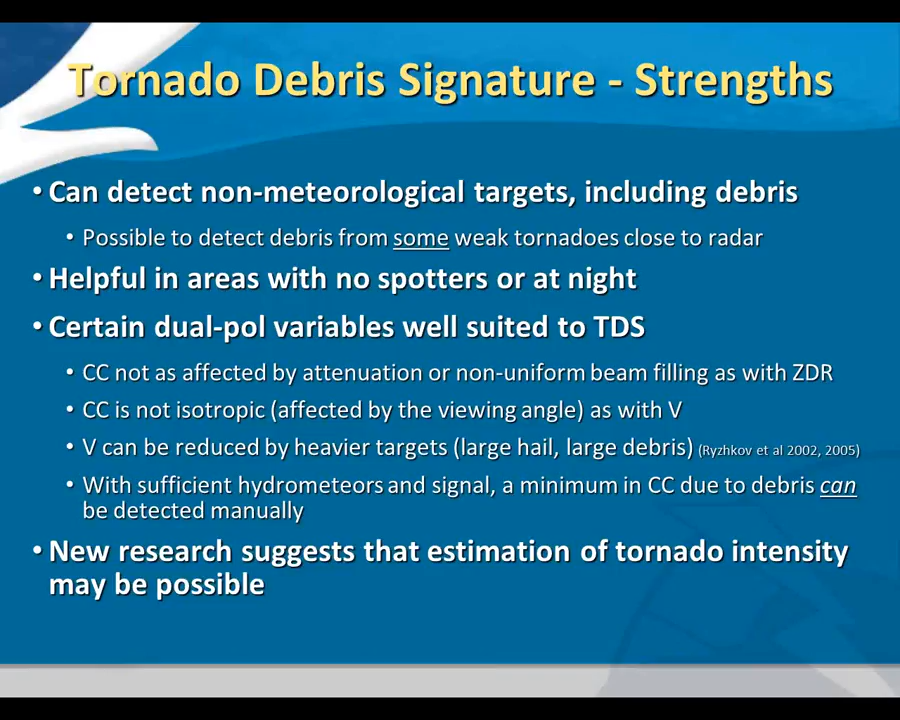 Tornado Debris Signature - Strengths
• Can detect non-meteorological targets, including debris
• Possible to detect debris from some weak tornadoes close to radar
• Helpful in areas with no spotters or at night
• Certain dual-pol variables well suited to TDS
• CC not as affected by attenuation or non-uniform beam filling as with ZDR
• CC is not isotropic (affected by the viewing angle) as with V
• V can be reduced by heavier targets (large hail, large debris) (Ryzhkov et al 2002, 2005)
• With sufficient hydrometeors and signal, a minimum in CC due to debris can
be detected manually
• New research suggests that estimation of tornado intensity
may be possible